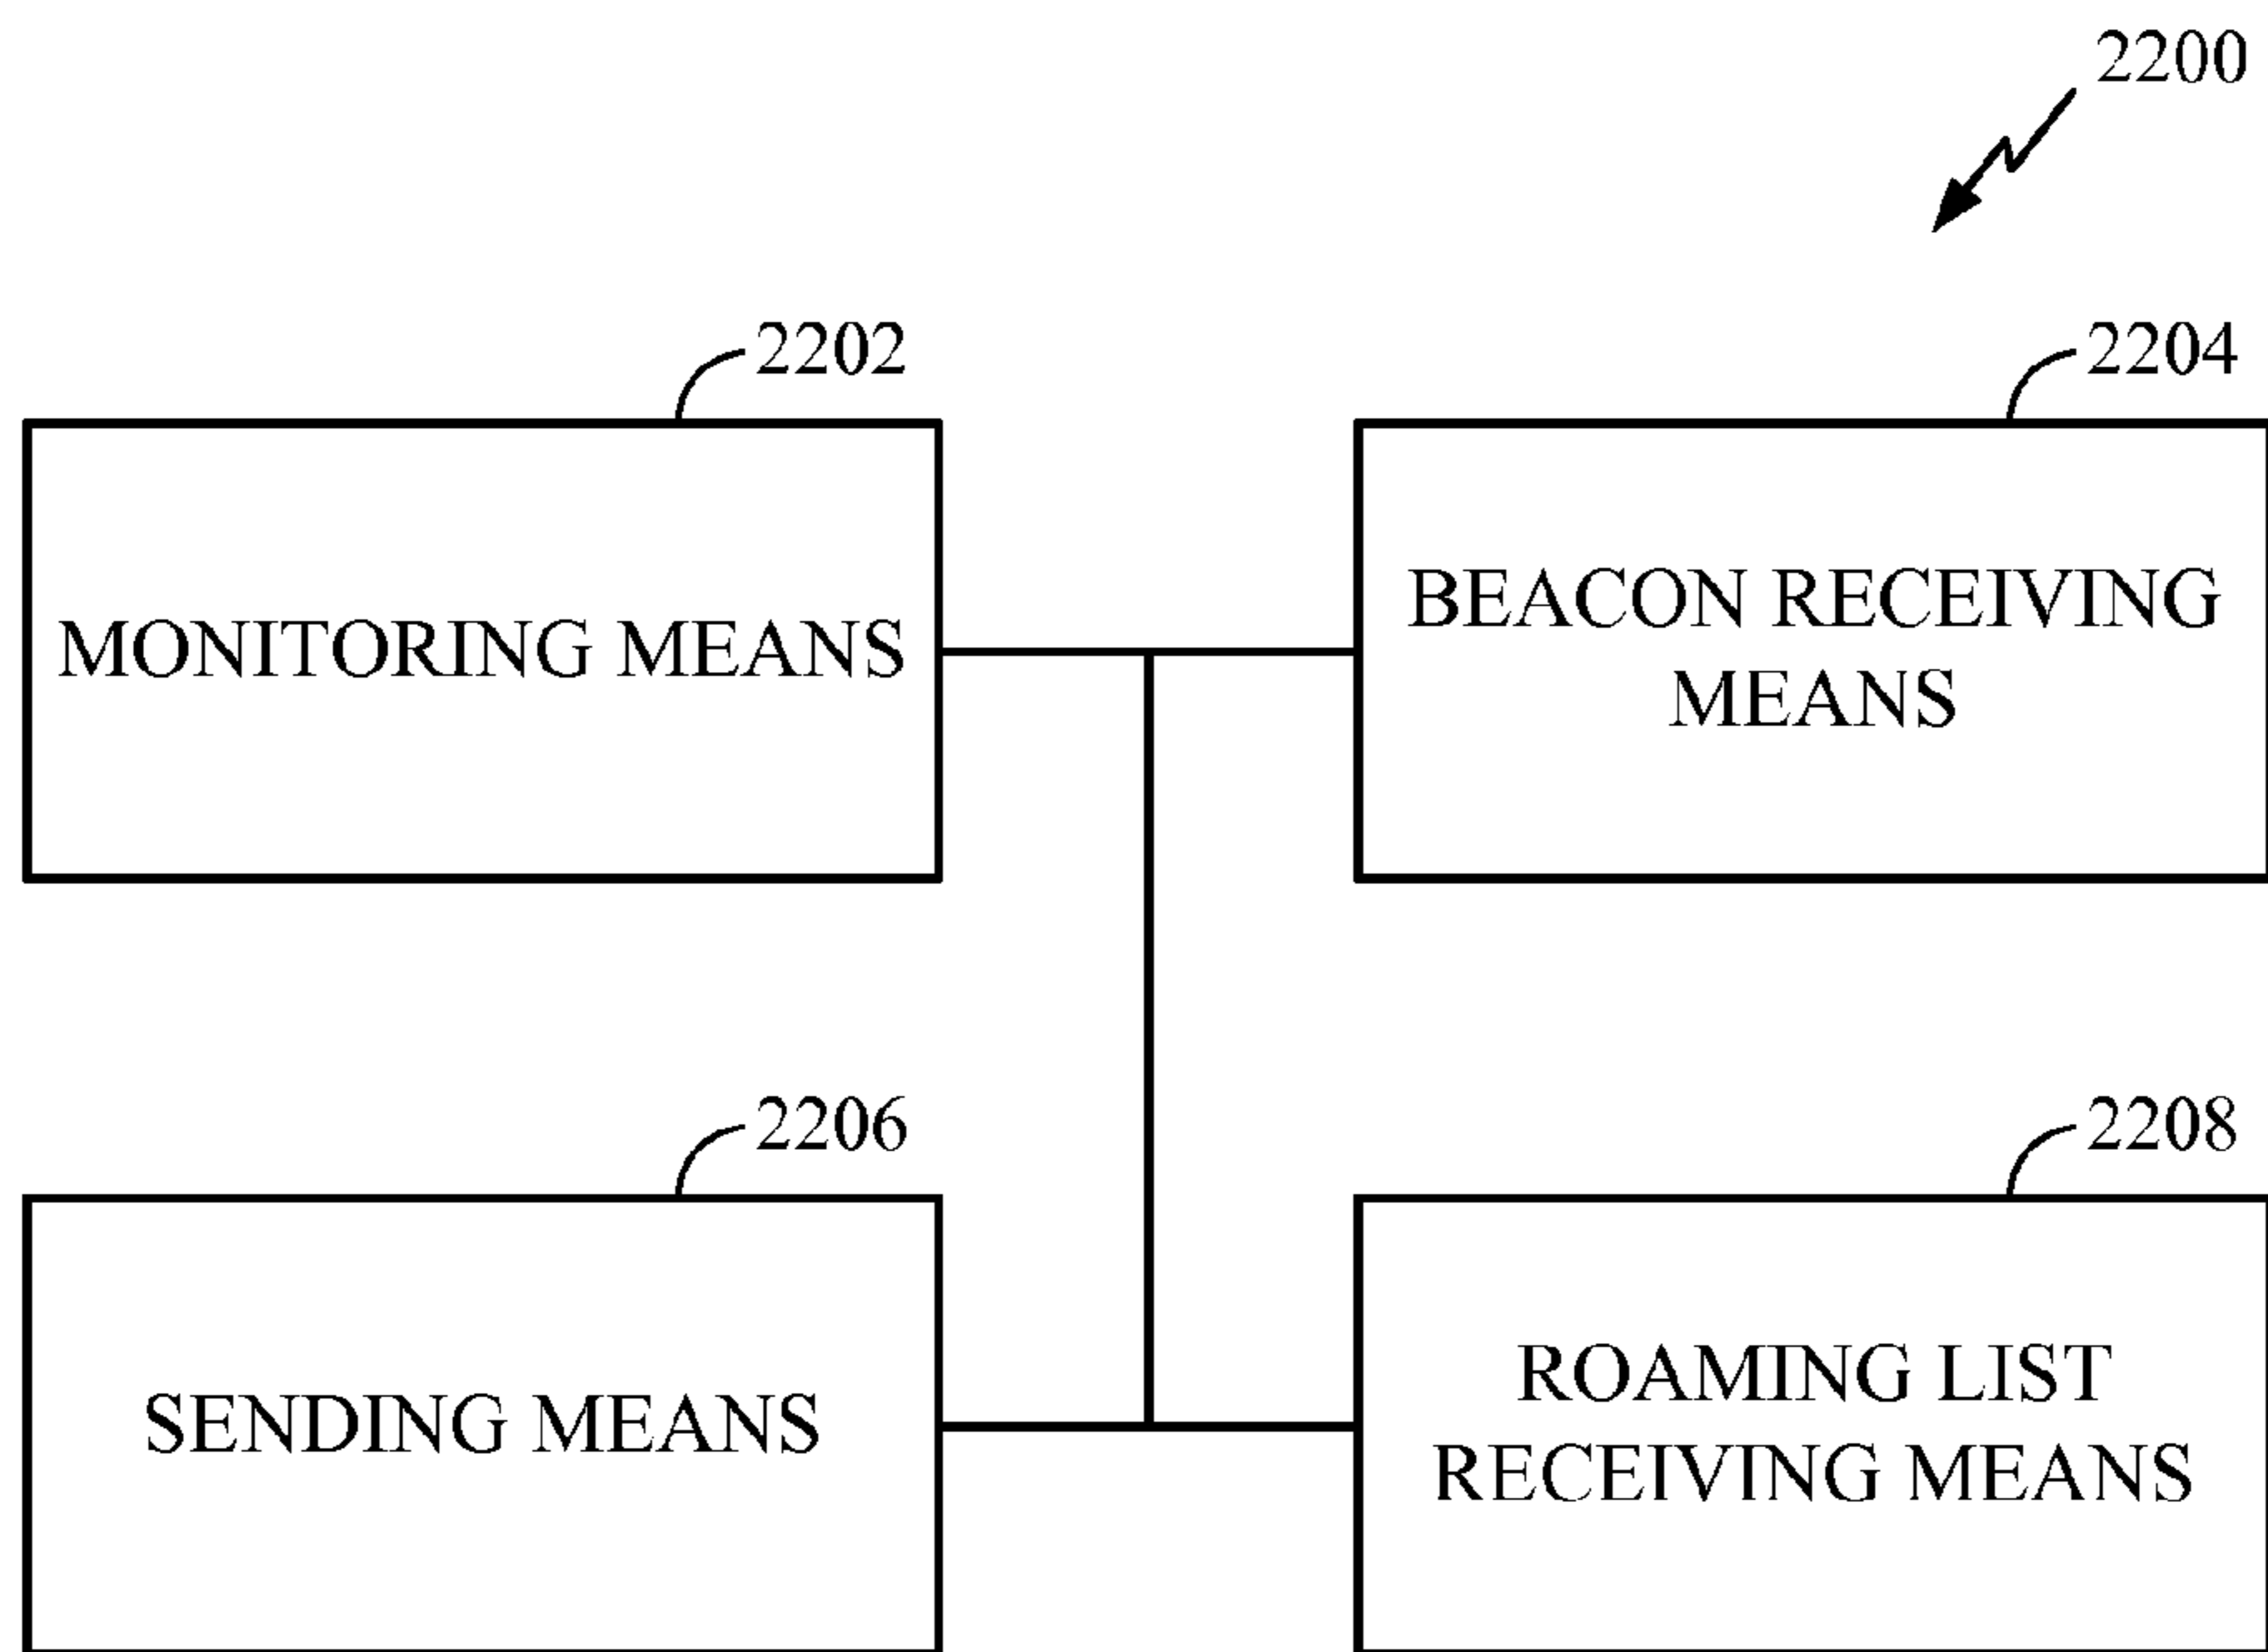 2200
2202
2204
MONITORING MEANS
BEACON RECEIVING
MEANS
2206
2208
SENDING MEANS
ROAMING LIST
RECEIVING MEANS